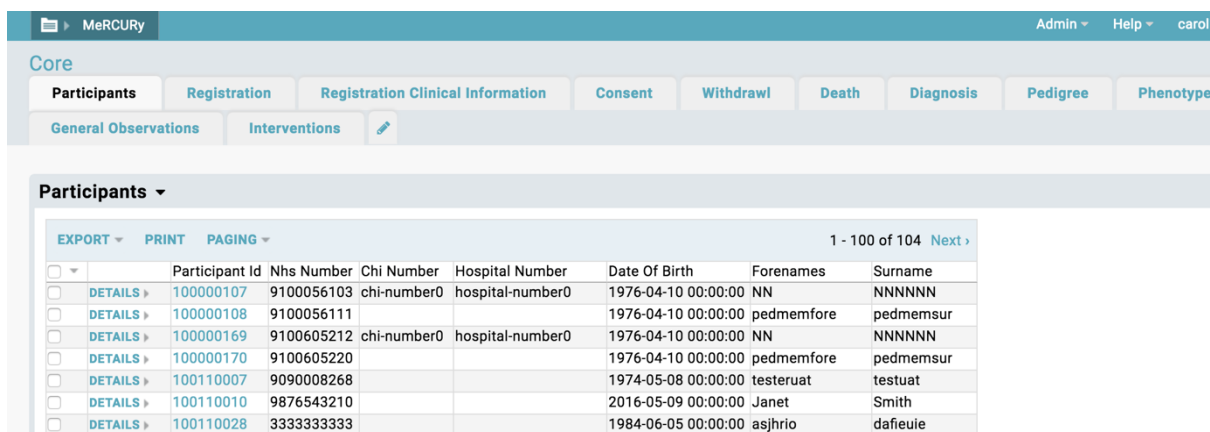 MeRCURy Admin Help carol
Core
Participants Registration Registration Clinical Information Consent Withdrawl Death Diagnosis Pedigree Phenotype
General Observations Interventions
Participants
EXPORT PRINT PAGING 1 - 100 of 104 Next ›
Participant Id Nhs Number Chi Number Hospital Number Date Of Birth Forenames Surname
DETAILS 100000107 9100056103 chi-number0 hospital-number0 1976-04-10 00:00:00 NN NNNNNN
DETAILS 100000108 9100056111 1976-04-10 00:00:00 pedmemfore pedmemsur
DETAILS 100000169 9100605212 chi-number0 hospital-number0 1976-04-10 00:00:00 NN NNNNNN
DETAILS 100000170 9100605220 1976-04-10 00:00:00 pedmemfore pedmemsur
DETAILS 100110007 9090008268 1974-05-08 00:00:00 testeruat testuat
DETAILS 100110010 9876543210 2016-05-09 00:00:00 Janet Smith
DETAILS 100110028 3333333333 1984-06-05 00:00:00 asjhrio dafieuie